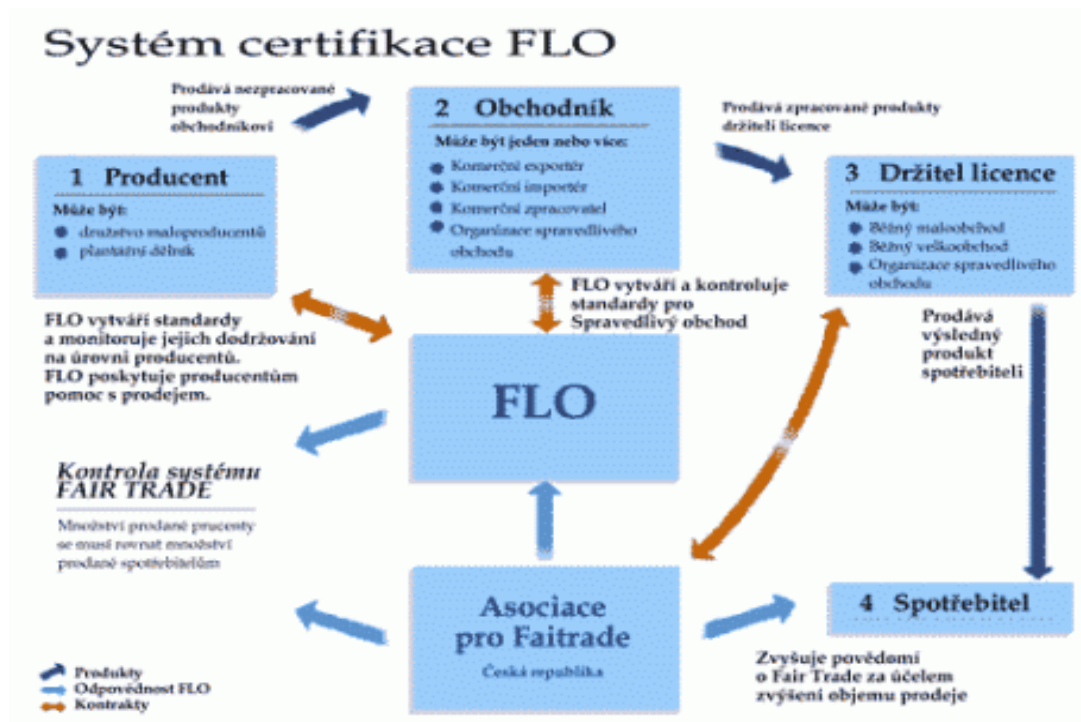 Systém certifikace FLO
Prodává nezpracované
produkty
obchodníkovi
1 Producent
Může být:
družstvo maloproducentů
plantážní dělník
2 Obchodník
Může být jeden nebo více:
Komerční exportér
Komerční importér
Komerční zpracovatel
Organizace spravedlivého
obchodu
Prodává zpracované produkty
držiteli licence
3 Držitel licence
Může být:
Běžný maloobchod
Běžný velkoobchod
Organizace spravedlivého
obchodu
FLO vytváří standardy
a monitoruje jejich dodržování
na úrovni producentů.
FLO poskytuje producentům
pomoc s prodejem.
FLO vytváří a kontroluje
standardy pro
Spravedlivý obchod
Prodává
výsledný
produkt
spotřebiteli
FLO
Kontrola systému
FAIR TRADE
Množství prodané prucenty
se musí rovnat množství
prodané spotřebitelům
Asociace
pro Faitrade
Česká republika
4 Spotřebitel
Zvyšuje povědomí
o Fair Trade za účelem
zvýšení objemu prodeje
Produkty
Odpovědnost FLO
Kontrakty